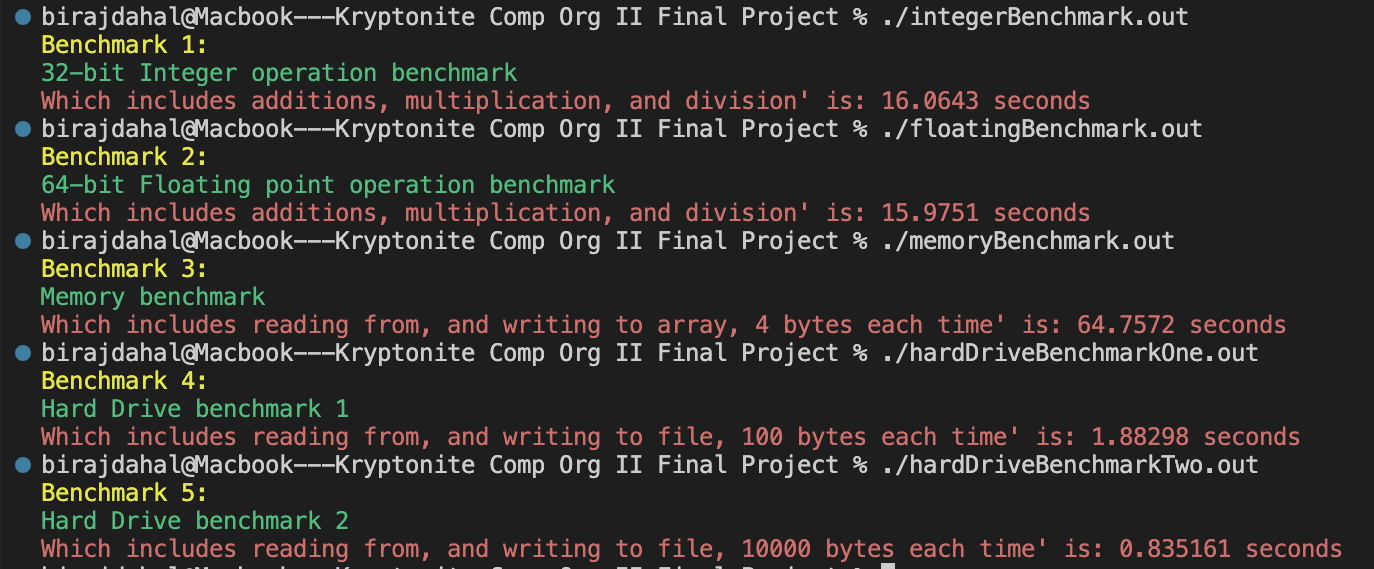 birajdahal@Macbook---Kryptonite Comp Org II Final Project % ./integerBenchmark.out
Benchmark 1:
32-bit Integer operation benchmark
Which includes additions, multiplication, and division' is: 16.0643 seconds
birajdahal@Macbook---Kryptonite Comp Org II Final Project % ./floatingBenchmark.out
Benchmark 2:
64-bit Floating point operation benchmark
Which includes additions, multiplication, and division' is: 15.9751 seconds
birajdahal@Macbook---Kryptonite Comp Org II Final Project % ./memoryBenchmark.out
Benchmark 3:
Memory benchmark
Which includes reading from, and writing to array, 4 bytes each time' is: 64.7572 seconds
birajdahal@Macbook---Kryptonite Comp Org II Final Project % ./hardDriveBenchmarkOne.out
Benchmark 4:
Hard Drive benchmark 1
Which includes reading from, and writing to file, 100 bytes each time' is: 1.88298 seconds
birajdahal@Macbook---Kryptonite Comp Org II Final Project % ./hardDriveBenchmarkTwo.out
Benchmark 5:
Hard Drive benchmark 2
Which includes reading from, and writing to file, 10000 bytes each time' is: 0.835161 seconds